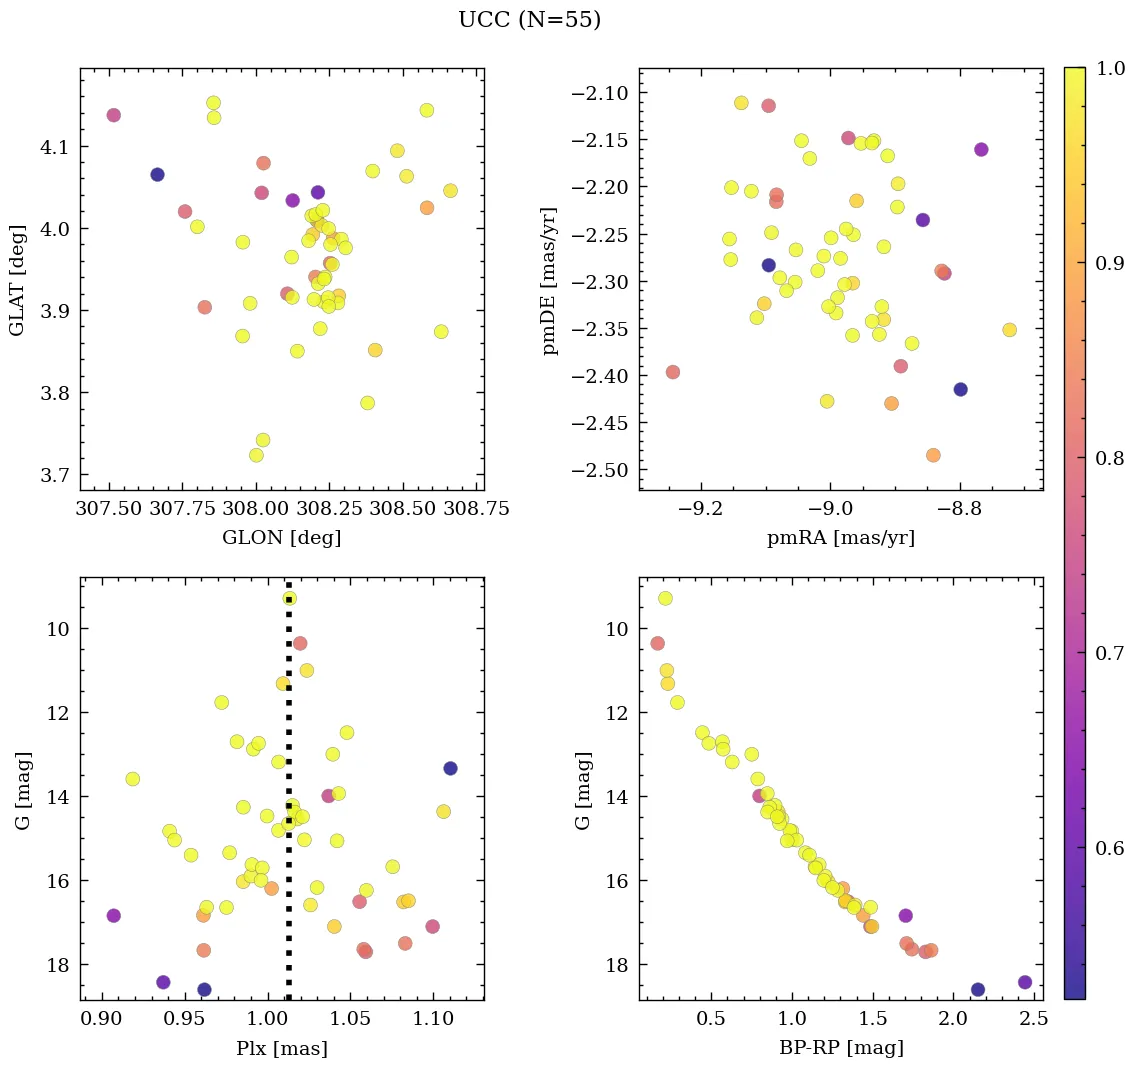 UCC (N=55)
4.1
4.0
3.9
3.8
3.7
GLAT [deg]
307.50 307.75 308.00 308.25 308.50 308.75
GLON [deg]
−2.10
−2.15
−2.20
−2.25
−2.30
−2.35
−2.40
−2.45
−2.50
pmDE [mas/yr]
−9.2 −9.0 −8.8
pmRA [mas/yr]
1.0
0.9
0.8
0.7
0.6
10
12
14
16
18
G [mag]
0.90 0.95 1.00 1.05 1.10
Plx [mas]
10
12
14
16
18
G [mag]
0.5 1.0 1.5 2.0 2.5
BP-RP [mag]